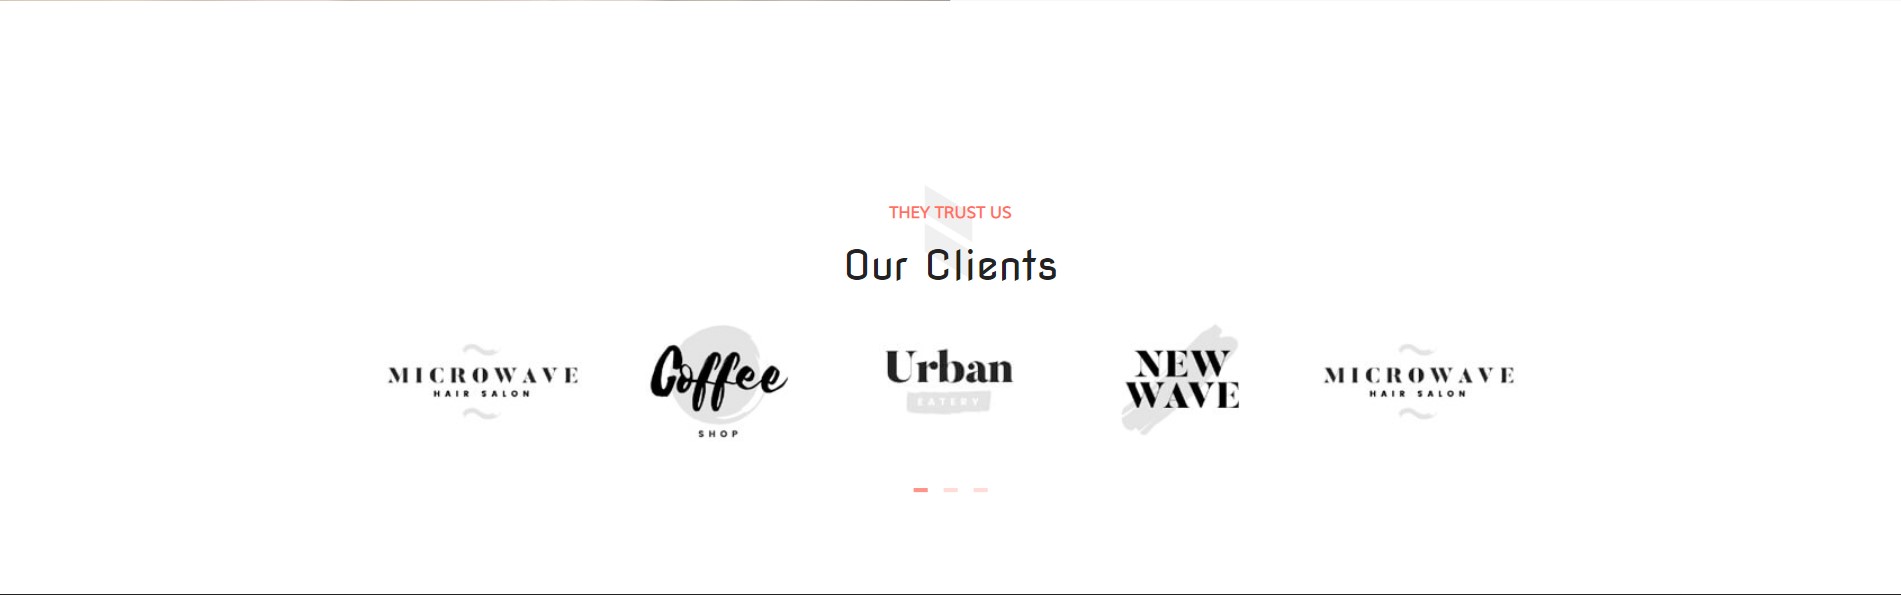 THEY TRUST US
Our Clients
MICROWAVE
HAIR SALON
Coffee
SHOP
Urban
EATERY
NEW
WAVE
MICROWAVE
HAIR SALON